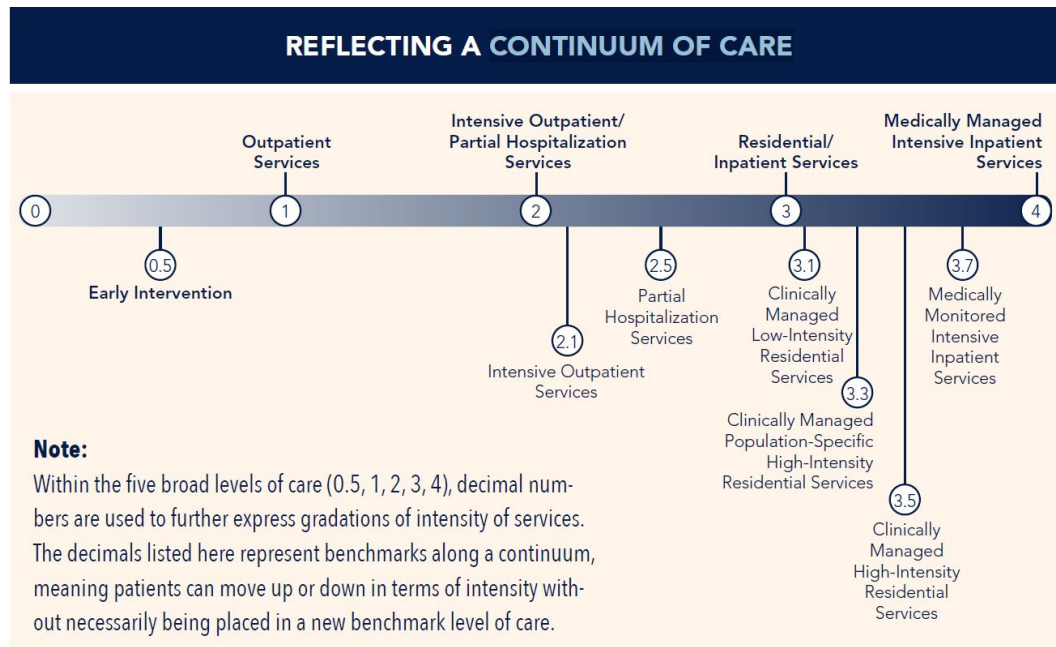 REFLECTING A CONTINUUM OF CARE
Outpatient
Services
Intensive Outpatient/
Partial Hospitalization
Services
Residential/
Inpatient Services
Medically Managed
Intensive Inpatient
Services
0
1
2
3
4
0.5
Early Intervention
2.1
Intensive Outpatient
Services
2.5
Partial
Hospitalization
Services
3.1
Clinically
Managed
Low-Intensity
Residential
Services
3.3
Clinically Managed
Population-Specific
High-Intensity
Residential Services
3.5
Clinically
Managed
High-Intensity
Residential
Services
3.7
Medically
Monitored
Intensive
Inpatient
Services
Note:
Within the five broad levels of care (0.5, 1, 2, 3, 4), decimal num-
bers are used to further express gradations of intensity of services.
The decimals listed here represent benchmarks along a continuum,
meaning patients can move up or down in terms of intensity with-
out necessarily being placed in a new benchmark level of care.